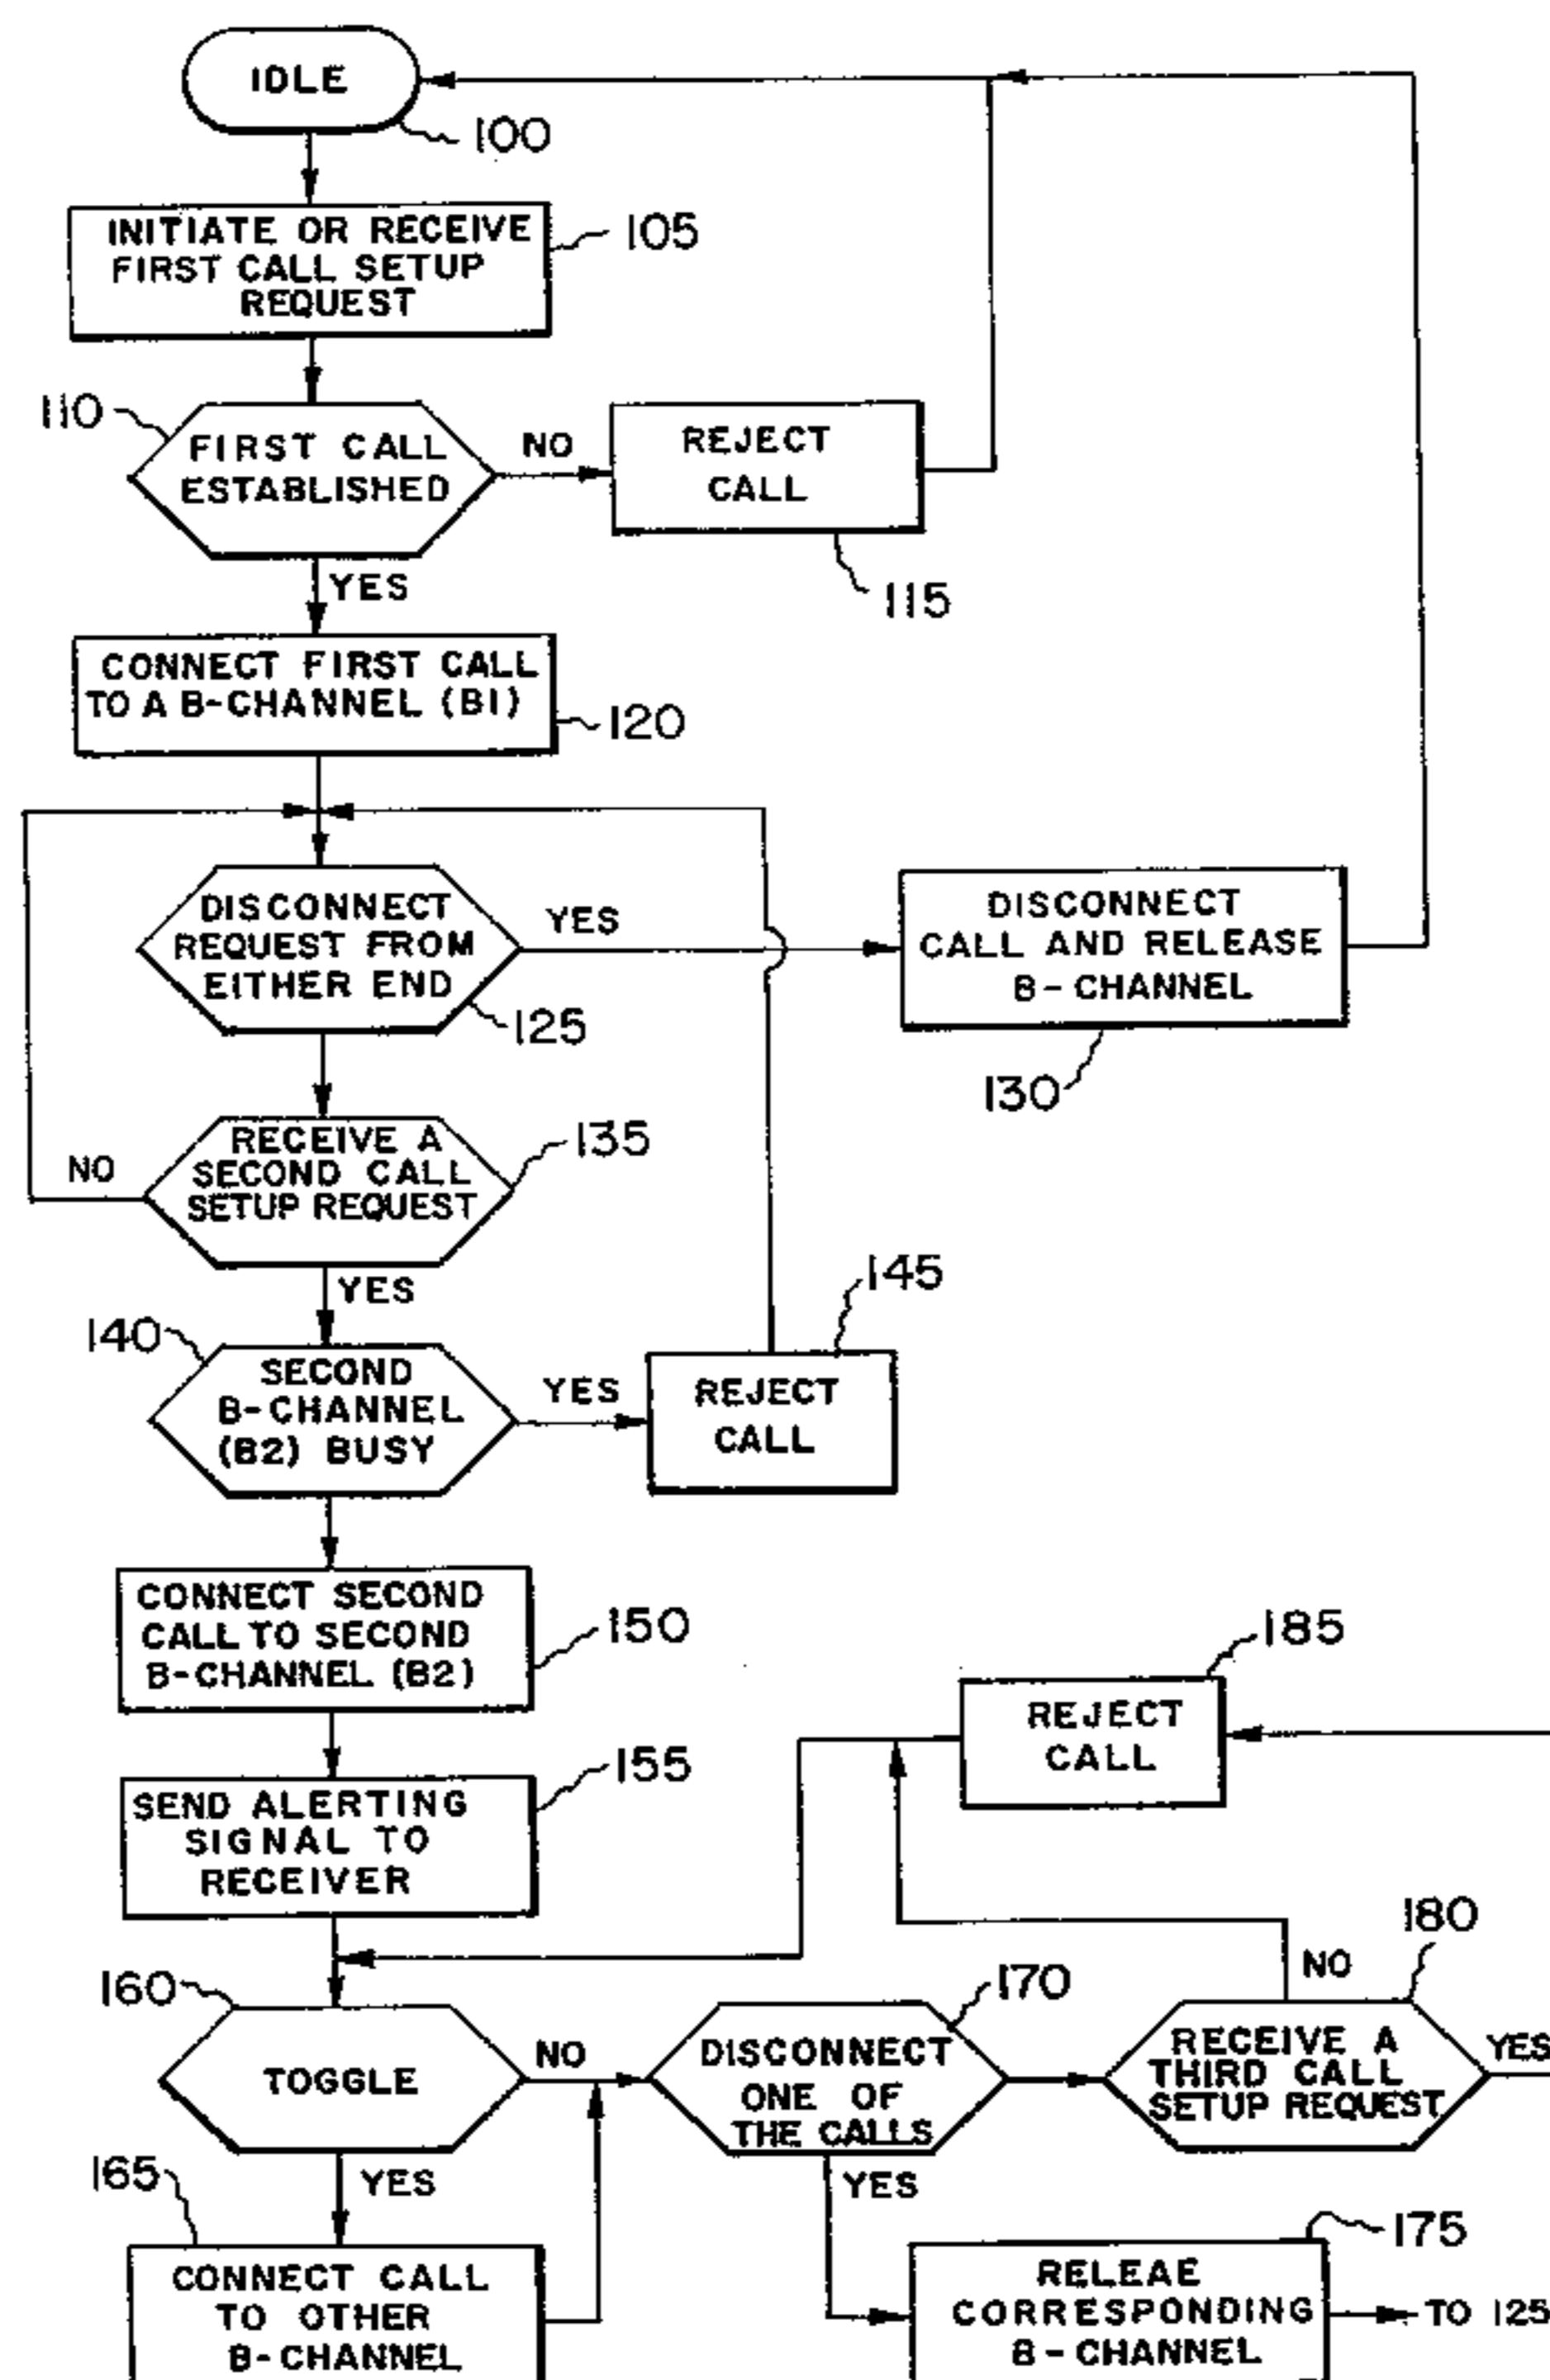 IDLE
100
INITIATE OR RECEIVE
FIRST CALL SETUP
REQUEST
105
110
FIRST CALL
ESTABLISHED
NO
REJECT
CALL
115
YES
CONNECT FIRST CALL
TO A B-CHANNEL (B1)
120
DISCONNECT
REQUEST FROM
EITHER END
125
YES
DISCONNECT
CALL AND RELEASE
B-CHANNEL
130
RECEIVE A
SECOND CALL
SETUP REQUEST
135
NO
YES
140
SECOND
B-CHANNEL
(B2) BUSY
YES
REJECT
CALL
145
CONNECT SECOND
CALL TO SECOND
B-CHANNEL (B2)
150
REJECT
CALL
185
SEND ALERTING
SIGNAL TO
RECEIVER
155
160
TOGGLE
NO
DISCONNECT
ONE OF
THE CALLS
170
NO
180
RECEIVE A
THIRD CALL
SETUP REQUEST
YES
YES
165
CONNECT CALL
TO OTHER
B-CHANNEL
YES
RELEAE
CORRESPONDING
B-CHANNEL
175
TO 125